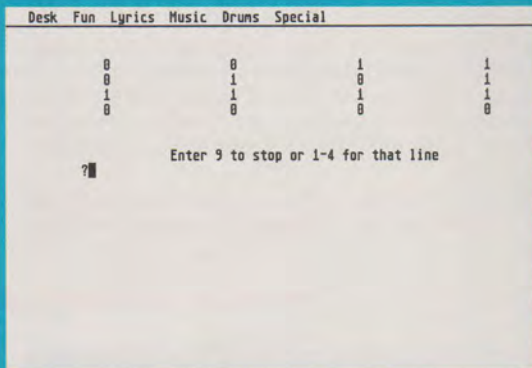 Desk Fun Lyrics Music Drums Special
0 0 1 1
0 1 0 1
1 1 1 1
0 0 0 0
Enter 9 to stop or 1-4 for that line
?